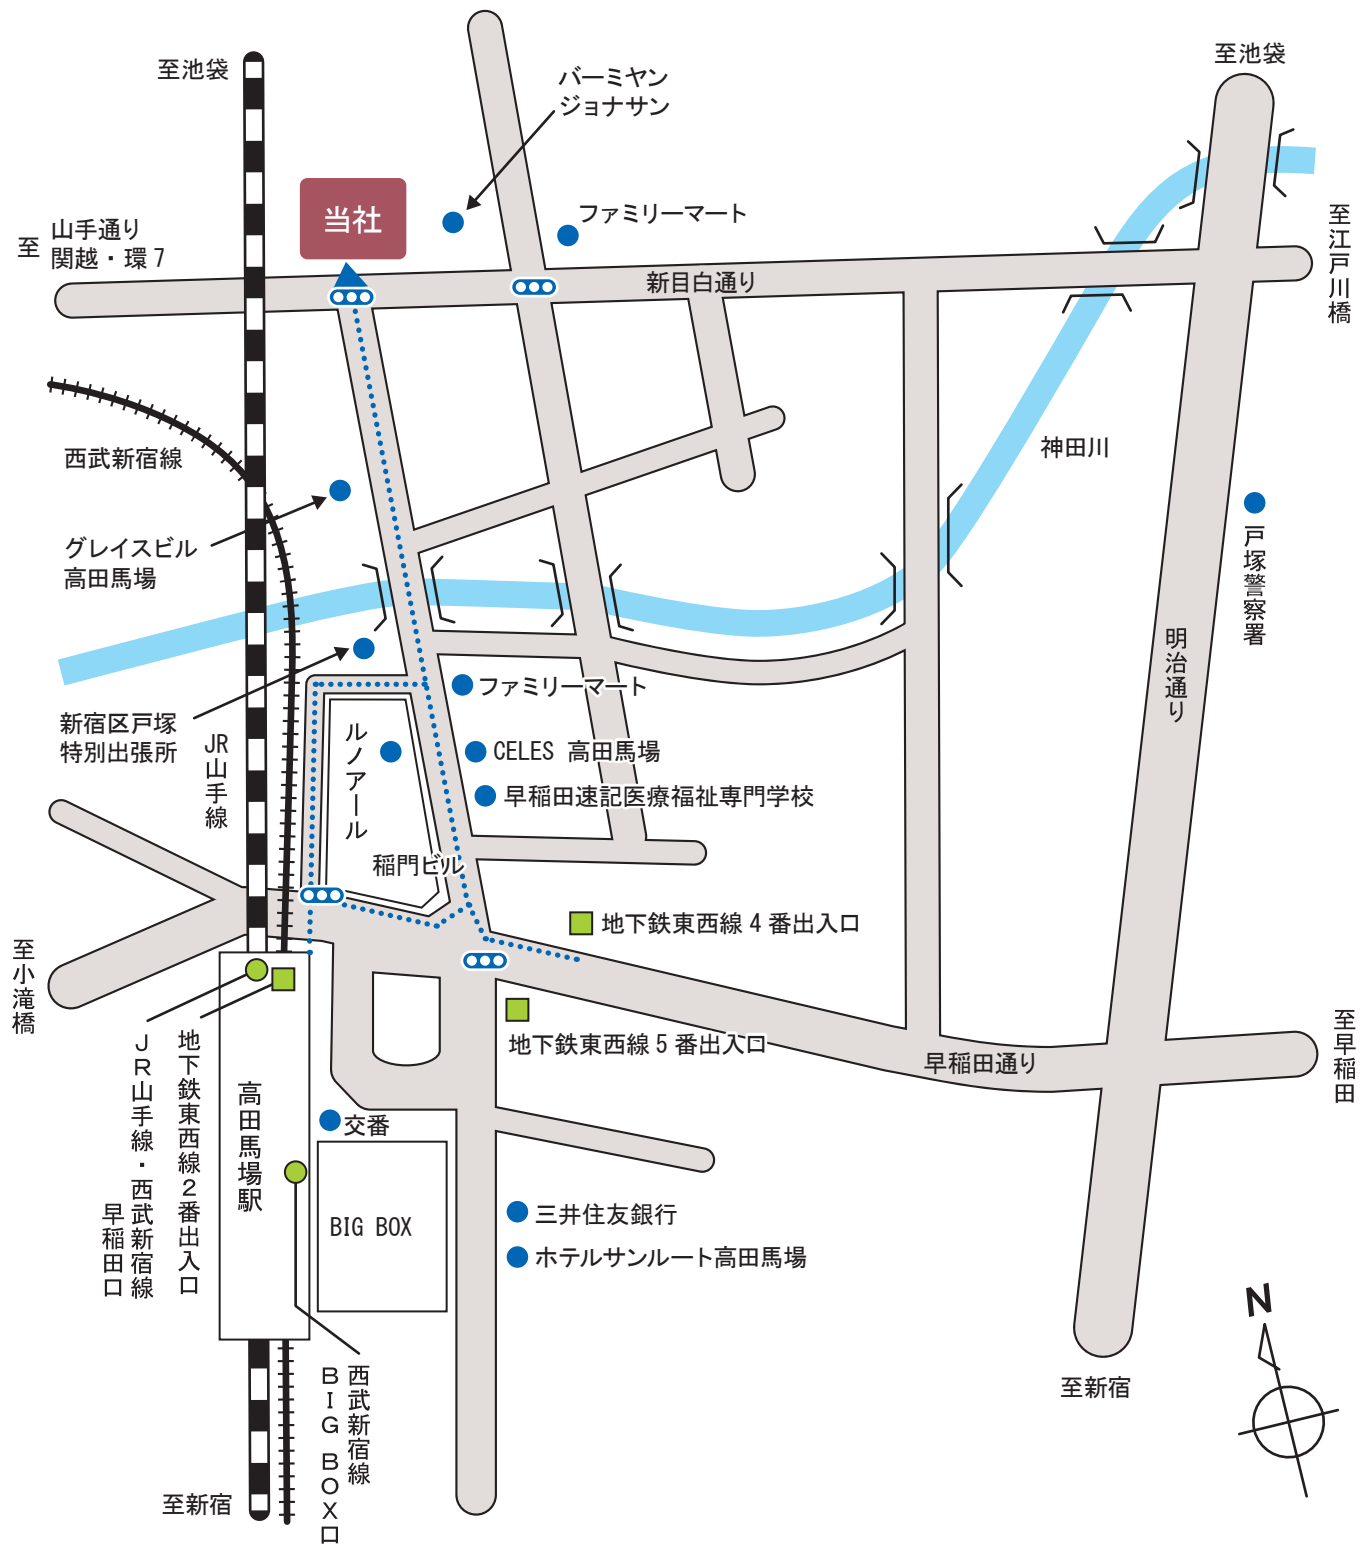 至池袋
バーミヤン
ジョナサン
至池袋
当社
ファミリーマート
至
山手通り
関越・環7
新目白通り
至江戸川橋
西武新宿線
神田川
グレイスビル
高田馬場
戸塚警察署
明治通り
新宿区戸塚
特別出張所
ファミリーマート
JR山手線
ルノアール
CELES 高田馬場
早稲田速記医療福祉専門学校
稲門ビル
地下鉄東西線4番出入口
至小滝橋
地下鉄東西線5番出入口
早稲田通り
至早稲田
JR山手線・西武新宿線
早稲田口
地下鉄東西線2番出入口
高田馬場駅
交番
BIG BOX
三井住友銀行
ホテルサンルート高田馬場
西武新宿線
BIG BOX口
至新宿
至新宿
N